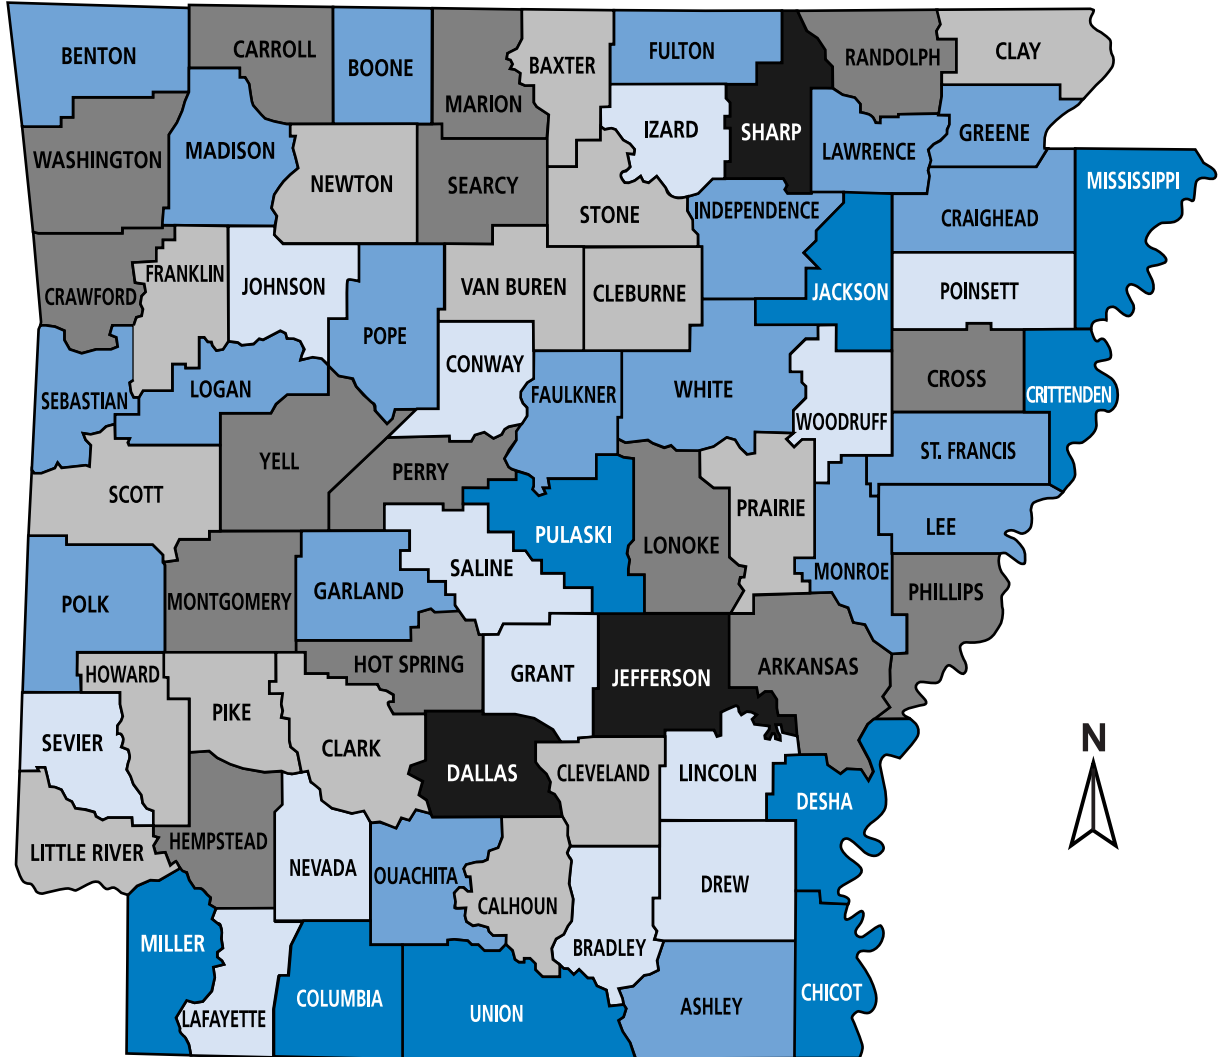 BENTON
CARROLL
BOONE
MARION
BAXTER
FULTON
SHARP
RANDOLPH
CLAY
IZARD
LAWRENCE
GREENE
WASHINGTON
MADISON
NEWTON
SEARCY
STONE
INDEPENDENCE
CRAIGHEAD
MISSISSIPPI
CRAWFORD
FRANKLIN
JOHNSON
POPE
VAN BUREN
CLEBURNE
JACKSON
POINSETT
SEBASTIAN
LOGAN
CONWAY
FAULKNER
WHITE
WOODRUFF
CROSS
CRITTENDEN
ST. FRANCIS
SCOTT
YELL
PERRY
PULASKI
LONOKE
PRAIRIE
LEE
MONROE
PHILLIPS
POLK
MONTGOMERY
GARLAND
SALINE
HOWARD
HOT SPRING
GRANT
JEFFERSON
ARKANSAS
SEVIER
PIKE
CLARK
DALLAS
CLEVELAND
LINCOLN
DESHA
N
LITTLE RIVER
HEMPSTEAD
NEVADA
OUACHITA
CALHOUN
DREW
BRADLEY
MILLER
LAFAYETTE
COLUMBIA
UNION
ASHLEY
CHICOT